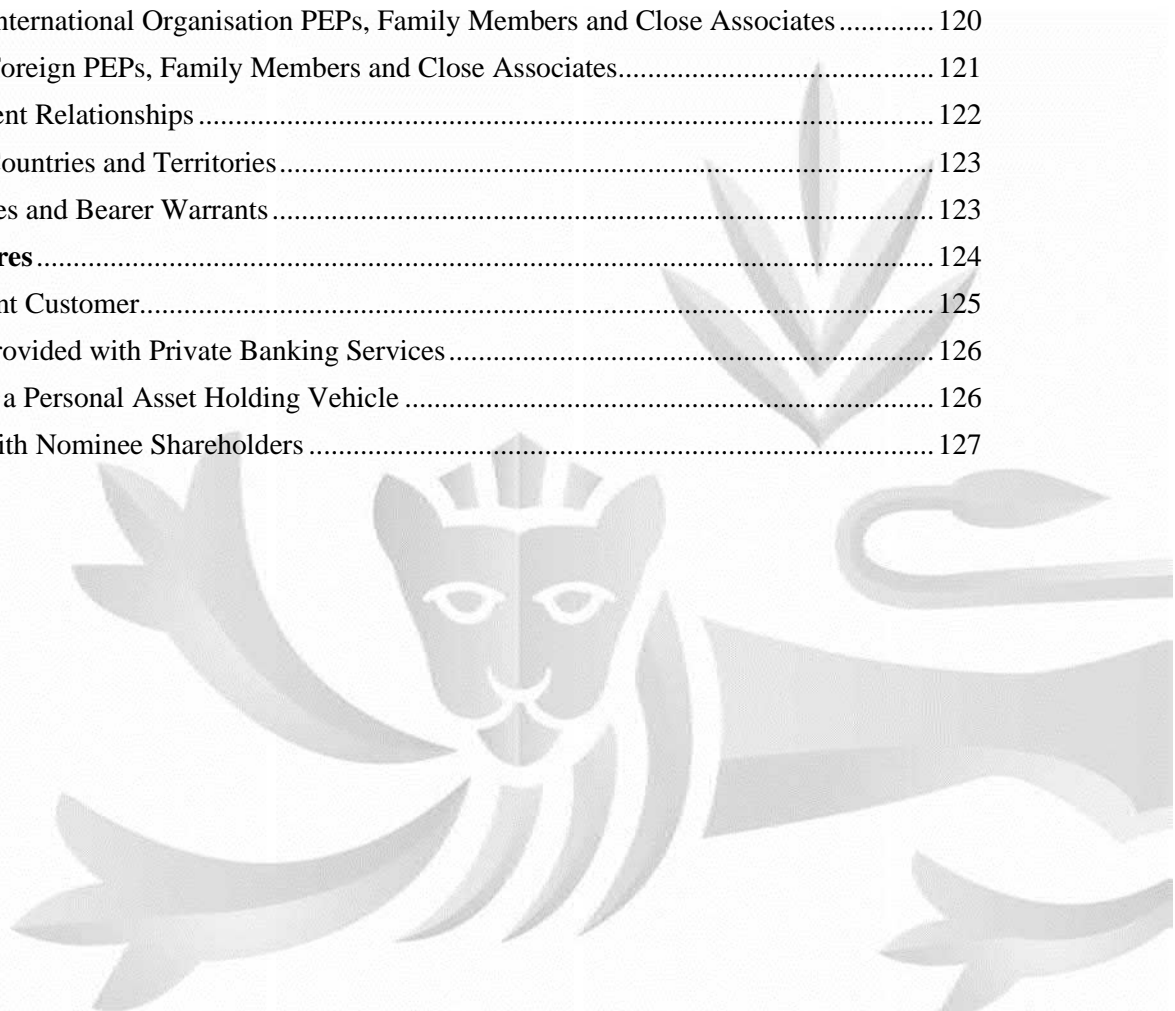 nternational Organisation PEPs, Family Members and Close Associates ............. 120
oreign PEPs, Family Members and Close Associates....................................... 121
ent Relationships ................................................................................................. 122
ountries and Territories......................................................................................... 123
es and Bearer Warrants......................................................................................... 123
res........................................................................................................................... 124
nt Customer............................................................................................................ 125
rovided with Private Banking Services.................................................................. 126
a Personal Asset Holding Vehicle ......................................................................... 126
ith Nominee Shareholders ..................................................................................... 127